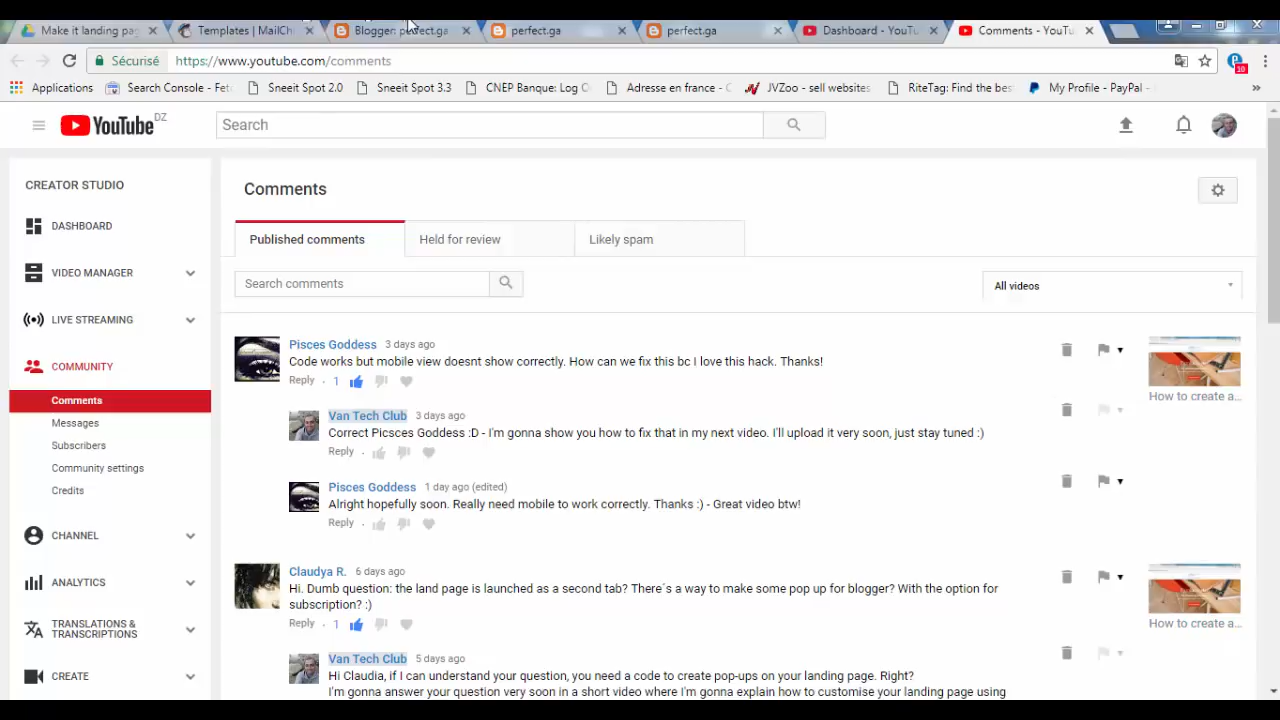 Make it landing pag
Templates | MailChi
Blogger: perfect.ga
perfect.ga
perfect.ga
Dashboard - YouTu
Comments - YouTu
Sécurisé
https://www.youtube.com/comments
10
Applications
Search Console - Fet
Sneeit Spot 2.0
Sneeit Spot 3.3
CNEP Banque: Log O
Adresse en france - C
JVZoo - sell websites
RiteTag: Find the bes
My Profile - PayPal -
»
YouTube DZ
Search
CREATOR STUDIO
DASHBOARD
VIDEO MANAGER
LIVE STREAMING
COMMUNITY
Comments
Messages
Subscribers
Community settings
Credits
CHANNEL
ANALYTICS
TRANSLATIONS &
TRANSCRIPTIONS
CREATE
Comments
Published comments
Held for review
Likely spam
Search comments
All videos
Pisces Goddess 3 days ago
Code works but mobile view doesnt show correctly. How can we fix this bc I love this hack. Thanks!
Reply · 1
How to create a...
Van Tech Club 3 days ago
Correct Picsces Goddess :D - I'm gonna show you how to fix that in my next video. I'll upload it very soon, just stay tuned :)
Reply ·
Pisces Goddess 1 day ago (edited)
Alright hopefully soon. Really need mobile to work correctly. Thanks :) - Great video btw!
Reply ·
Claudya R. 6 days ago
Hi. Dumb question: the land page is launched as a second tab? There´s a way to make some pop up for blogger? With the option for
subscription? :)
Reply · 1
How to create a...
Van Tech Club 5 days ago
Hi Claudia, if I can understand your question, you need a code to create pop-ups on your landing page. Right?
I'm gonna answer your question very soon in a short video where I'm gonna explain how to customise your landing page using